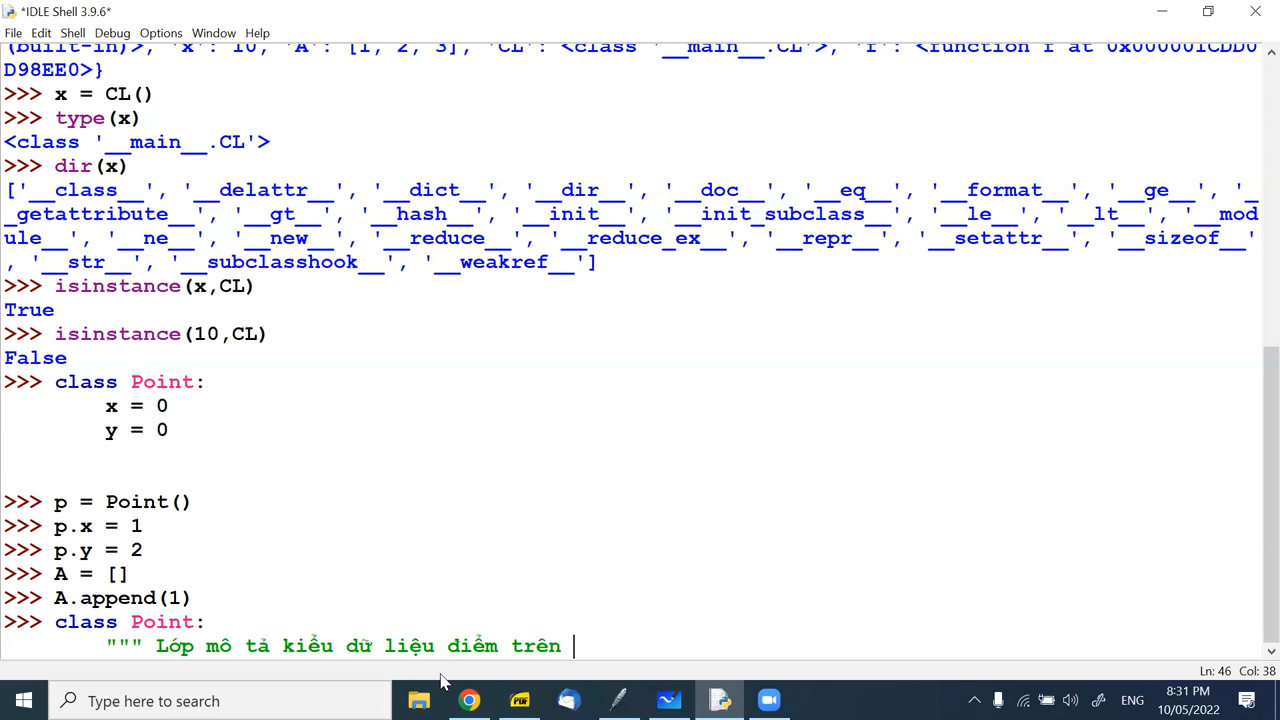 *IDLE Shell 3.9.6*
File Edit Shell Debug Options Window Help
(built-in)>, 'x': 10, 'A': [1, 2, 3], 'CL': <class '__main__.CL'>, 'f': <function f at 0x000001CDD0
D98EE0>}
>>> x = CL()
>>> type(x)
<class '__main__.CL'>
>>> dir(x)
['__class__', '__delattr__', '__dict__', '__dir__', '__doc__', '__eq__', '__format__', '__ge__', '_
_getattribute__', '__gt__', '__hash__', '__init__', '__init_subclass__', '__le__', '__lt__', '__mod
ule__', '__ne__', '__new__', '__reduce__', '__reduce_ex__', '__repr__', '__setattr__', '__sizeof__'
, '__str__', '__subclasshook__', '__weakref__']
>>> isinstance(x,CL)
True
>>> isinstance(10,CL)
False
>>> class Point:
x = 0
y = 0
>>> p = Point()
>>> p.x = 1
>>> p.y = 2
>>> A = []
>>> A.append(1)
>>> class Point:
""" Lớp mô tả kiểu dữ liệu điểm trên
Ln: 46 Col: 38
Type here to search
PDF
ENG
8:31 PM
10/05/2022